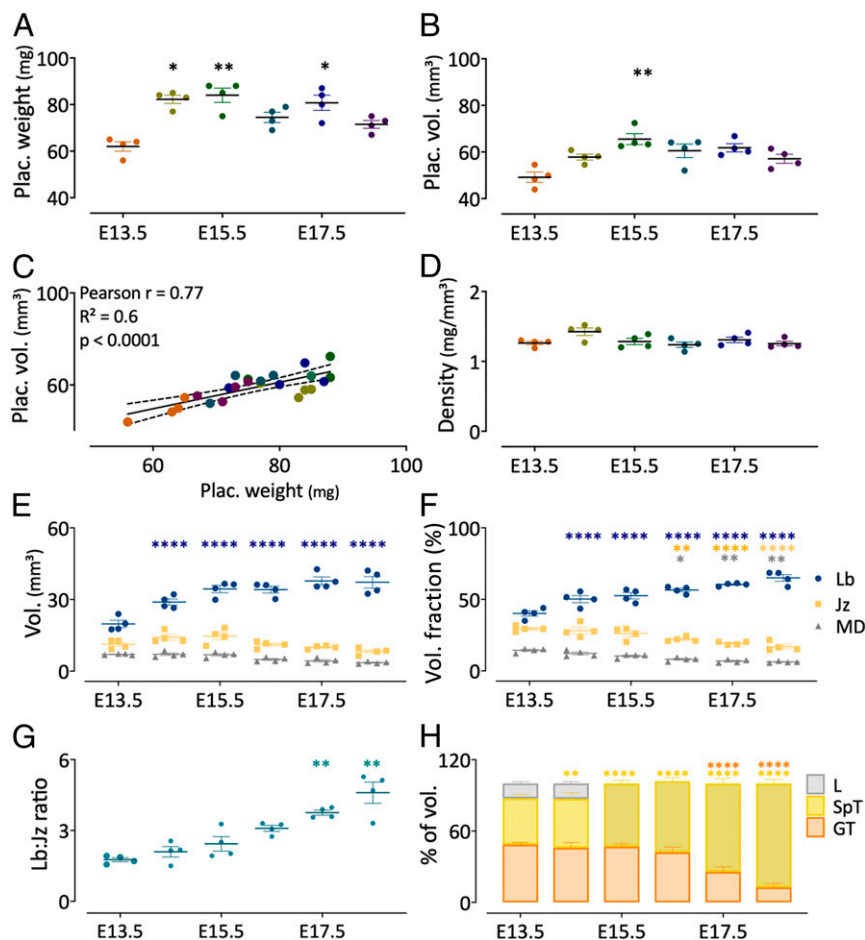 A
Plac. weight (mg)
100
80
60
40
* ** *
E13.5 E15.5 E17.5
B
Plac. vol. (mm³)
100
80
60
40
**
E13.5 E15.5 E17.5
C
Plac. vol. (mm³)
100
60
Pearson r = 0.77
R² = 0.6
p < 0.0001
60 80 100
Plac. weight (mg)
D
Density (mg/mm³)
2
1
0
E13.5 E15.5 E17.5
E
Vol. (mm³)
60
30
0
**** **** **** **** ****
E13.5 E15.5 E17.5
F
Vol. fraction (%)
100
50
0
**** **** **** **** ****
** **** ****
* ** **
Lb
Jz
MD
E13.5 E15.5 E17.5
G
Lb:Jz ratio
6
3
0
** **
E13.5 E15.5 E17.5
H
% of vol.
120
60
0
**** ****
** **** **** **** ****
L
SpT
GT
E13.5 E15.5 E17.5